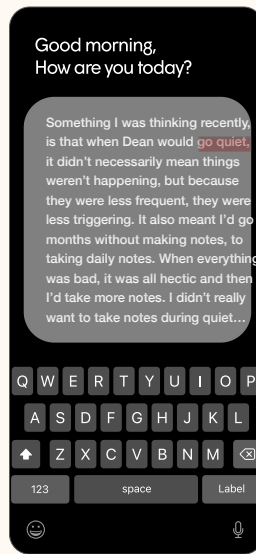 Good morning,
How are you today?
Something I was thinking recently,
is that when Dean would go quiet,
it didn’t necessarily mean things
weren’t happening, but because
they were less frequent, they were
less triggering. It also meant I’d go
months without making notes, to
taking daily notes. When everything
was bad, it was all hectic and then
I’d take more notes. I didn’t really
want to take notes during quiet...
Q W E R T Y U I O P
A S D F G H J K L
Z X C V B N M
123 space Label